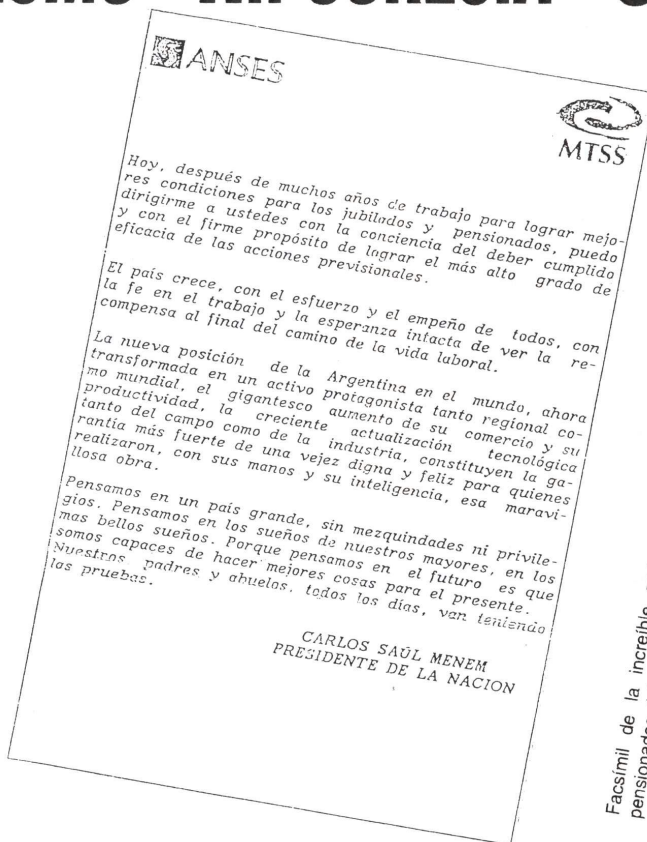 ANSES
MTSS
Hoy, después de muchos años de trabajo para lograr mejo-
res condiciones para los jubilados y pensionados, puedo
dirigirme a ustedes con la conciencia del deber cumplido
y con el firme propósito de lograr el más alto grado de
eficacia de las acciones previsionales.
El país crece, con el esfuerzo y el empeño de todos, con
la fe en el trabajo y la esperanza intacta de ver la re-
compensa al final del camino de la vida laboral.
La nueva posición de la Argentina en el mundo, ahora
transformada en un activo protagonista tanto regional co-
mo mundial, el gigantesco aumento de su comercio y su
productividad, la creciente actualización tecnológica
tanto del campo como de la industria, constituyen la ga-
rantía más fuerte de una vejez digna y feliz para quienes
realizaron, con sus manos y su inteligencia, esa maravi-
llosa obra.
Pensamos en un país grande, sin mezquindades ni privile-
gios. Pensamos en los sueños de nuestros mayores, en los
mas bellos sueños. Porque pensamos en el futuro es que
somos capaces de hacer mejores cosas para el presente.
Nuestros padres y abuelos, todos los días, van teniendo
las pruebas.
CARLOS SAÚL MENEM
PRESIDENTE DE LA NACION
Facsímil de la increíble
pensionados